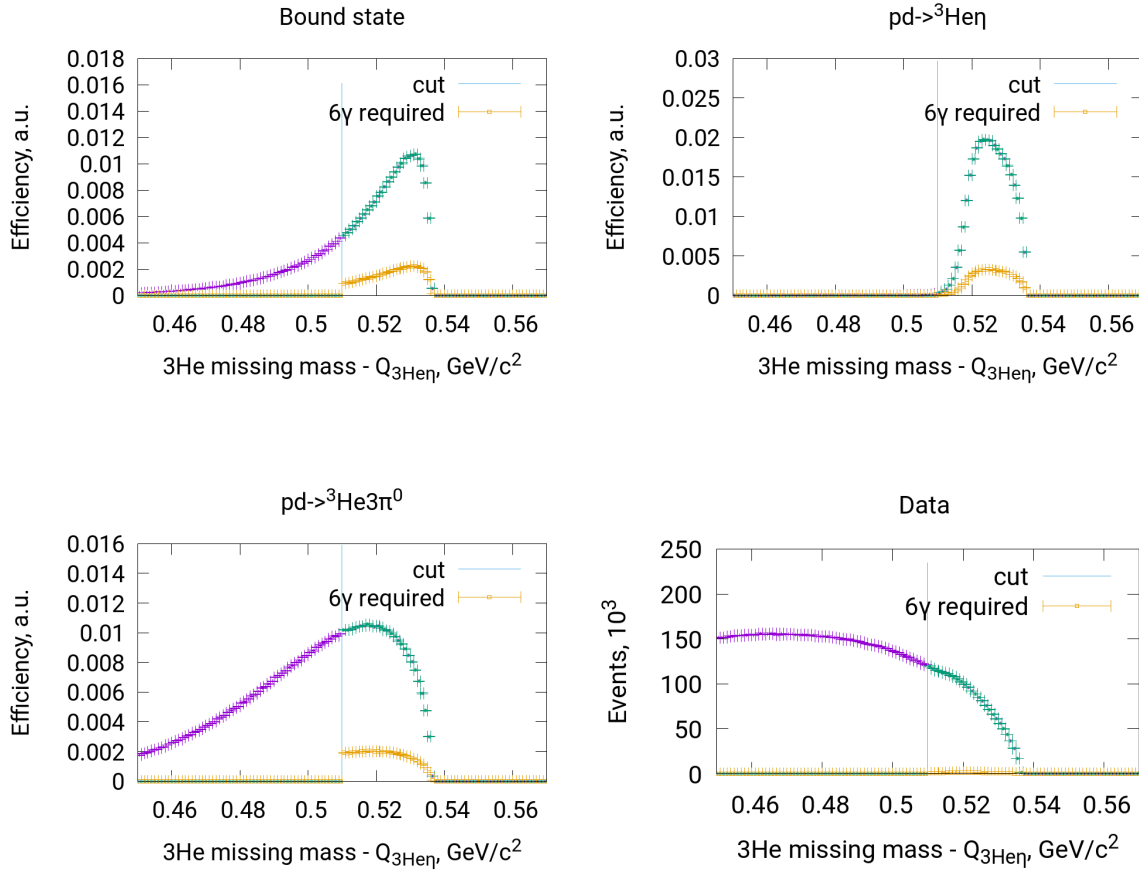 Bound state
0.018
0.016
0.014
0.012
0.01
0.008
0.006
0.004
0.002
0
Efficiency, a.u.
cut
6γ required
0.46 0.48 0.5 0.52 0.54 0.56
3He missing mass - Q3Heη, GeV/c²
pd->³Heη
0.03
0.025
0.02
0.015
0.01
0.005
0
Efficiency, a.u.
cut
6γ required
0.46 0.48 0.5 0.52 0.54 0.56
3He missing mass - Q3Heη, GeV/c²
pd->³He3π⁰
0.016
0.014
0.012
0.01
0.008
0.006
0.004
0.002
0
Efficiency, a.u.
cut
6γ required
0.46 0.48 0.5 0.52 0.54 0.56
3He missing mass - Q3Heη, GeV/c²
Data
250
200
150
100
50
0
Events, 10³
cut
6γ required
0.46 0.48 0.5 0.52 0.54 0.56
3He missing mass - Q3Heη, GeV/c²